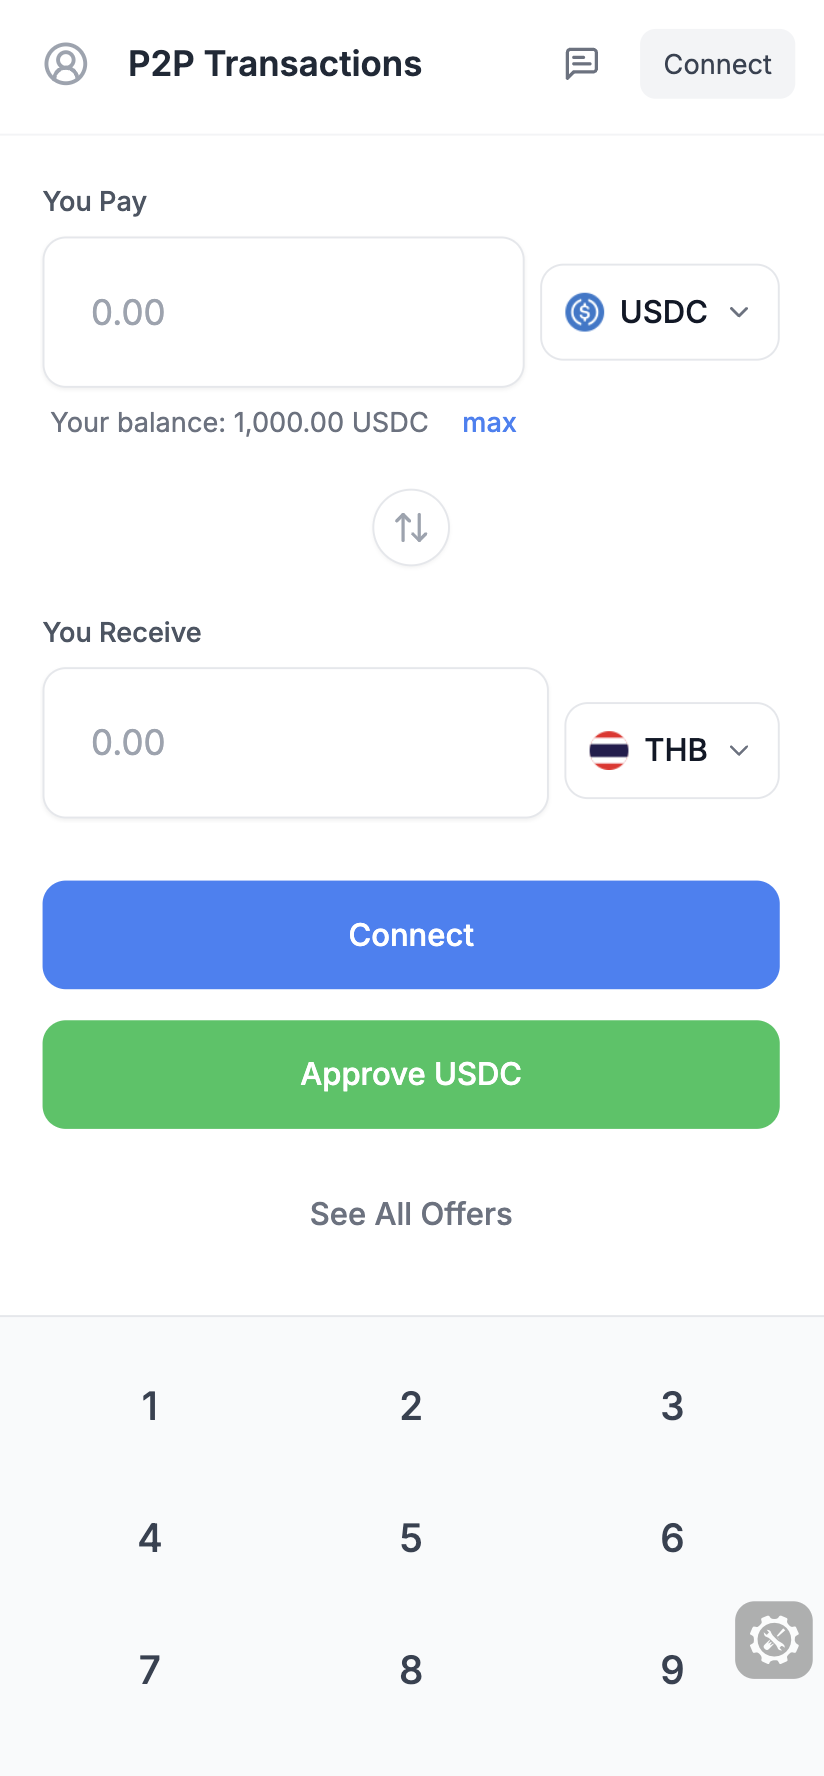 P2P Transactions
Connect
You Pay
0.00
USDC
Your balance: 1,000.00 USDC max
You Receive
0.00
THB
Connect
Approve USDC
See All Offers
1 2 3
4 5 6
7 8 9